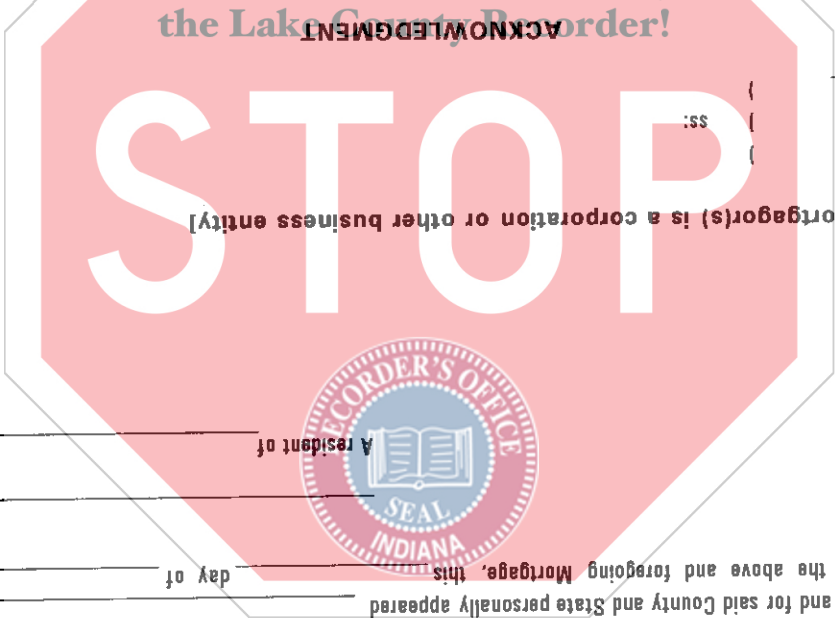 the Lake County Recorder!
STOP
RECORDER'S OFFICE
SEAL
INDIANA
and for said County and State personally appeared
the above and foregoing Mortgage, this day of
A resident of
ortgagor(s) is a corporation or other business entity]
)
) ss:
)
ACKNOWLEDGMENT